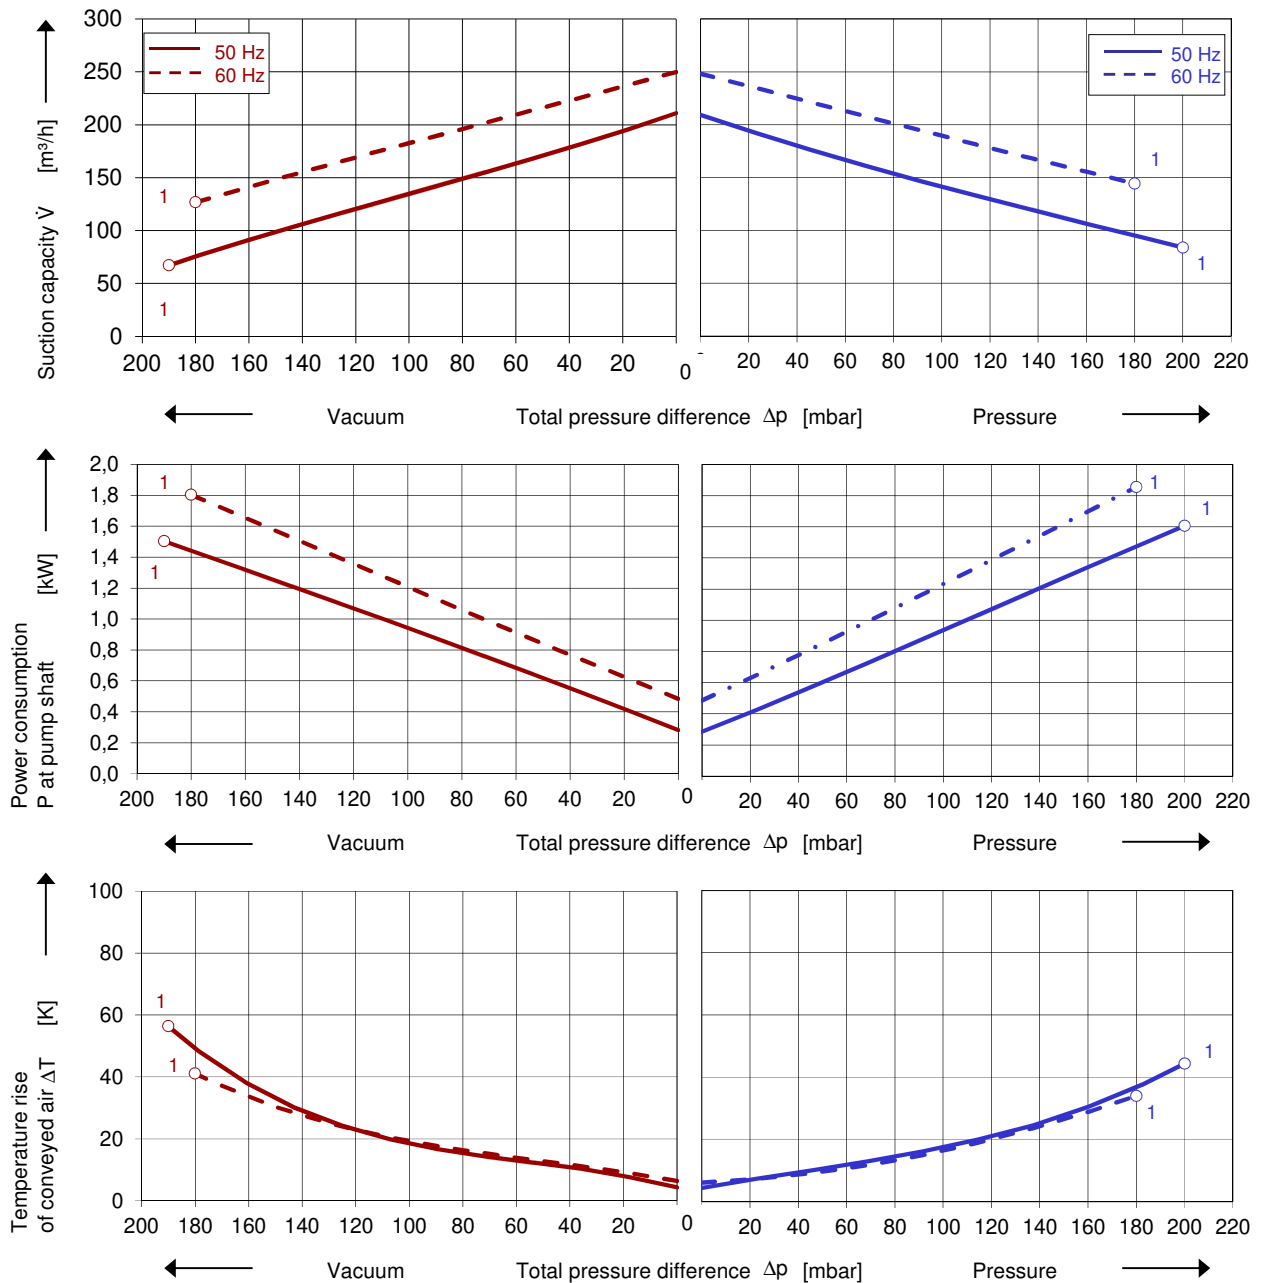 300
250
200
150
100
50
0
Suction capacity V̇ [m³/h]
50 Hz
60 Hz
1
1
50 Hz
60 Hz
1
1
200 180 160 140 120 100 80 60 40 20 0 20 40 60 80 100 120 140 160 180 200 220
Vacuum Total pressure difference Δp [mbar] Pressure
2,0
1,8
1,6
1,4
1,2
1,0
0,8
0,6
0,4
0,2
0,0
Power consumption
P at pump shaft [kW]
1
1
1
1
200 180 160 140 120 100 80 60 40 20 0 20 40 60 80 100 120 140 160 180 200 220
Vacuum Total pressure difference Δp [mbar] Pressure
100
80
60
40
20
0
Temperature rise
of conveyed air ΔT [K]
1
1
1
1
200 180 160 140 120 100 80 60 40 20 0 20 40 60 80 100 120 140 160 180 200 220
Vacuum Total pressure difference Δp [mbar] Pressure